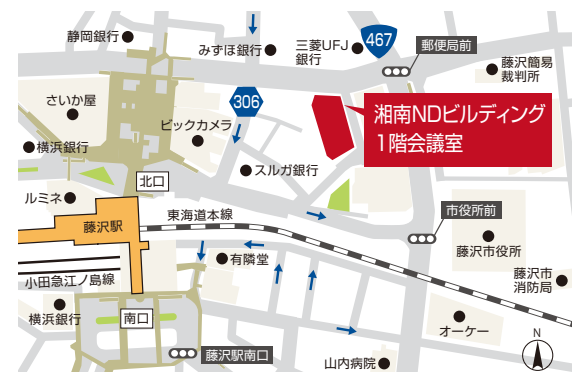 静岡銀行
みずほ銀行
三菱UFJ
銀行
467
郵便局前
藤沢簡易
裁判所
さいか屋
306
ビックカメラ
湘南NDビルディング
1階会議室
横浜銀行
スルガ銀行
北口
ルミネ
藤沢駅
東海道本線
市役所前
藤沢市役所
有隣堂
小田急江ノ島線
藤沢市
消防局
横浜銀行
南口
オーケー
藤沢駅南口
山内病院
N